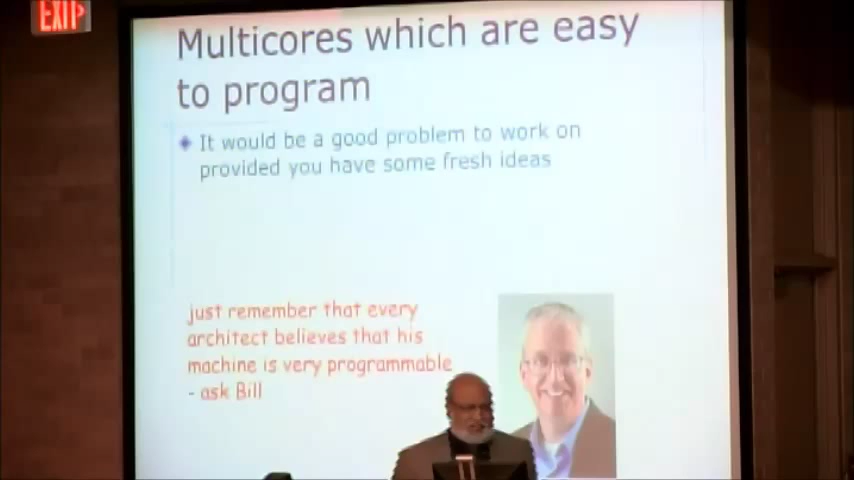 EXIP
Multicores which are easy
to program
It would be a good problem to work on
provided you have some fresh ideas
just remember that every
architect believes that his
machine is very programmable
- ask Bill